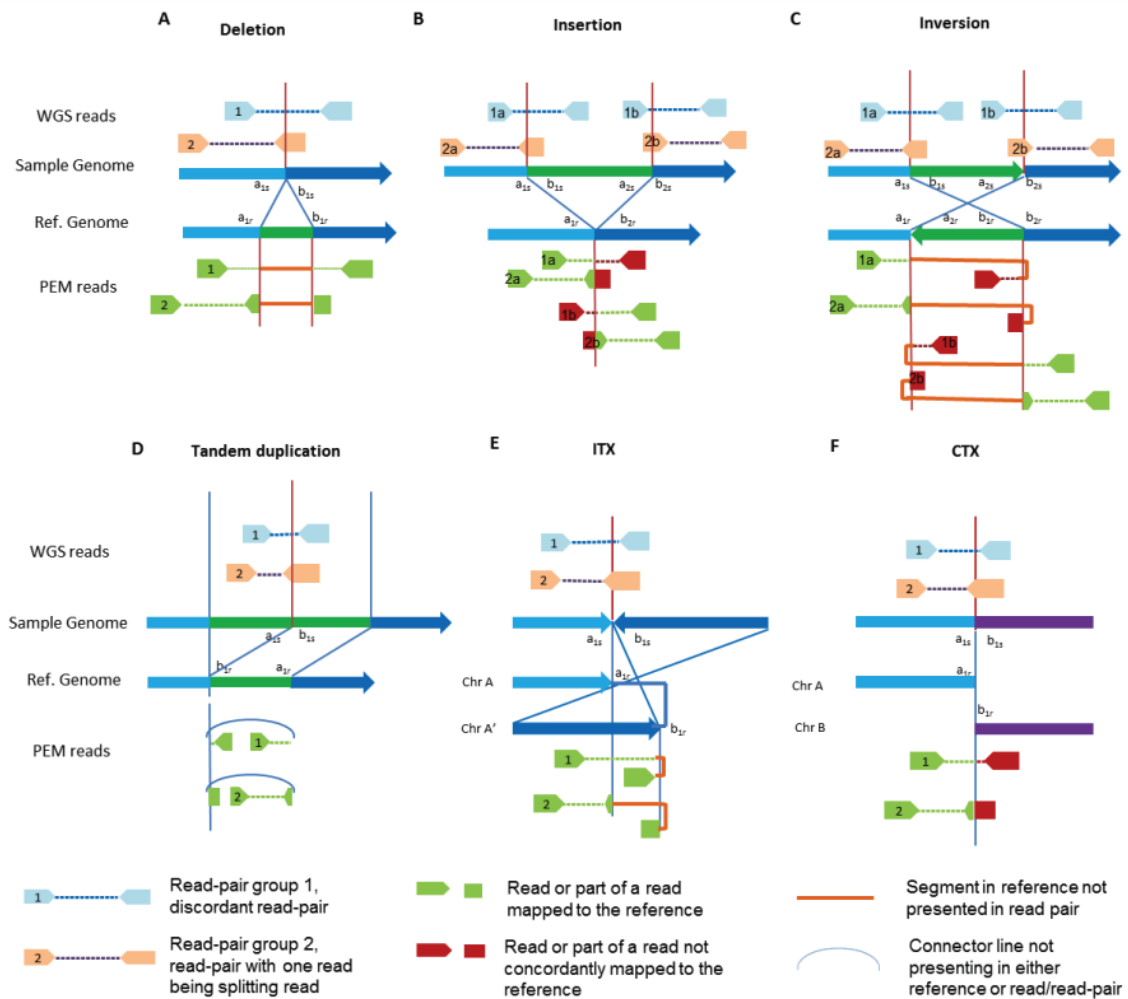 A
Deletion
B
Insertion
C
Inversion
WGS reads
1
1a
1b
1a
1b
2
2a
2b
2a
2b
Sample Genome
a1s
b1s
a1s
b1s
a2s
b2s
a1s
b1s
a2s
b2s
Ref. Genome
a1r
b1r
a1r
b2r
a1r
a2r
b1r
b2r
PEM reads
1
1a
1a
2
2a
2a
1b
1b
2b
2b
D
Tandem duplication
E
ITX
F
CTX
WGS reads
1
1
1
2
2
2
Sample Genome
a1s
b1s
a1s
b1s
a1s
b1s
Ref. Genome
b1r
a1r
Chr A
a1r
Chr A
a1r
Chr A'
b1r
Chr B
b1r
PEM reads
1
1
1
2
2
2
1
Read-pair group 1,
discordant read-pair
2
Read-pair group 2,
read-pair with one read
being splitting read
Read or part of a read
mapped to the reference
Read or part of a read not
concordantly mapped to the
reference
Segment in reference not
presented in read pair
Connector line not
presenting in either
reference or read/read-pair